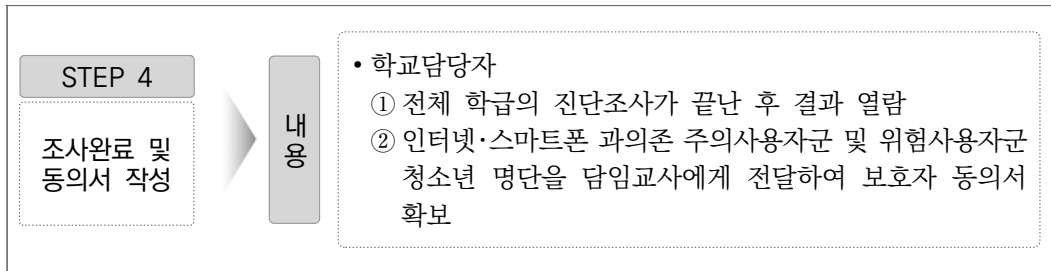 STEP 4
조사완료 및
동의서 작성
내
용
• 학교담당자
① 전체 학급의 진단조사가 끝난 후 결과 열람
② 인터넷·스마트폰 과의존 주의사용자군 및 위험사용자군
청소년 명단을 담임교사에게 전달하여 보호자 동의서
확보